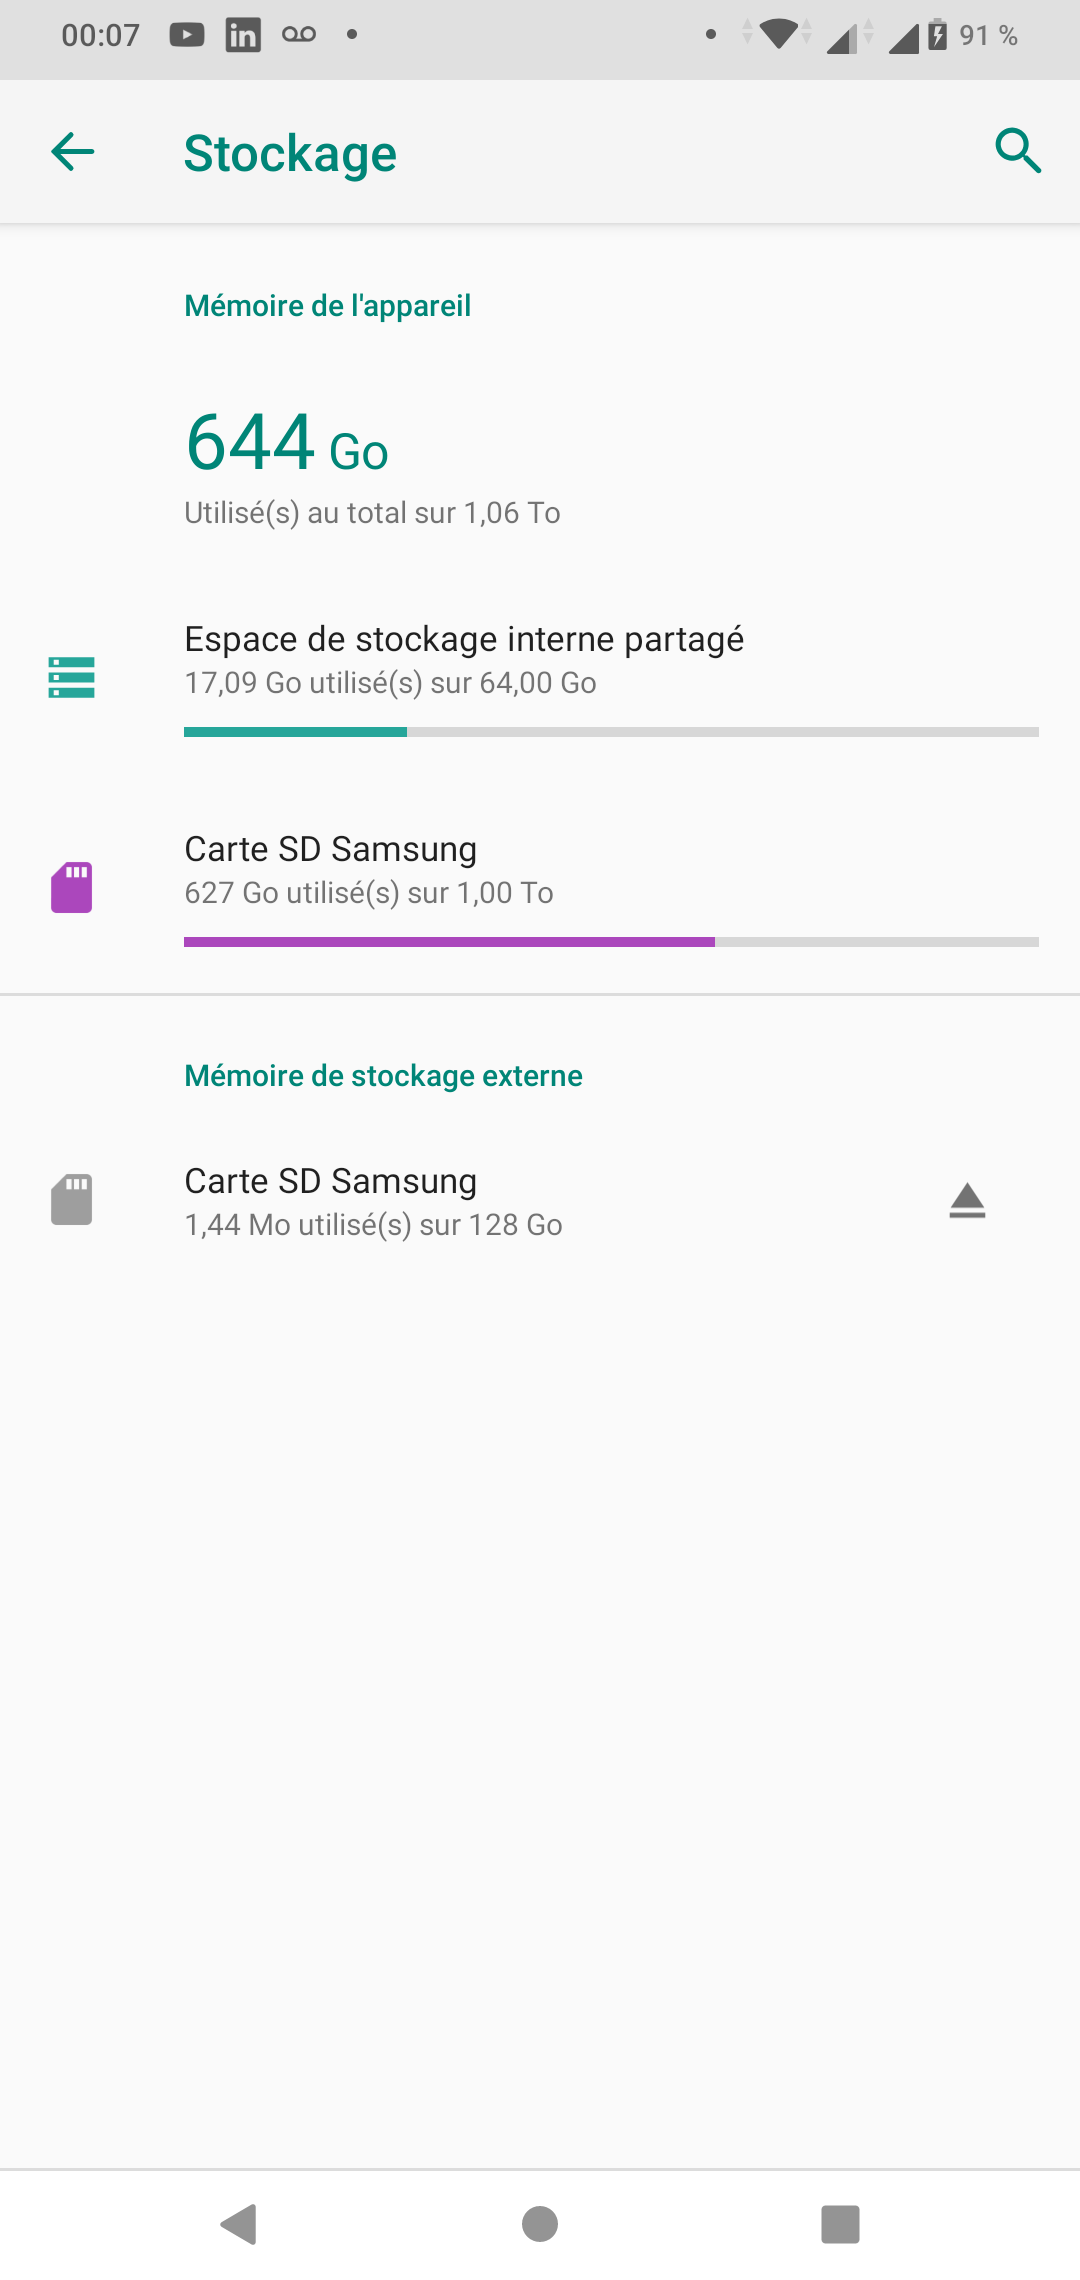 00:07
91 %
Stockage
Mémoire de l'appareil
644 Go
Utilisé(s) au total sur 1,06 To
Espace de stockage interne partagé
17,09 Go utilisé(s) sur 64,00 Go
Carte SD Samsung
627 Go utilisé(s) sur 1,00 To
Mémoire de stockage externe
Carte SD Samsung
1,44 Mo utilisé(s) sur 128 Go